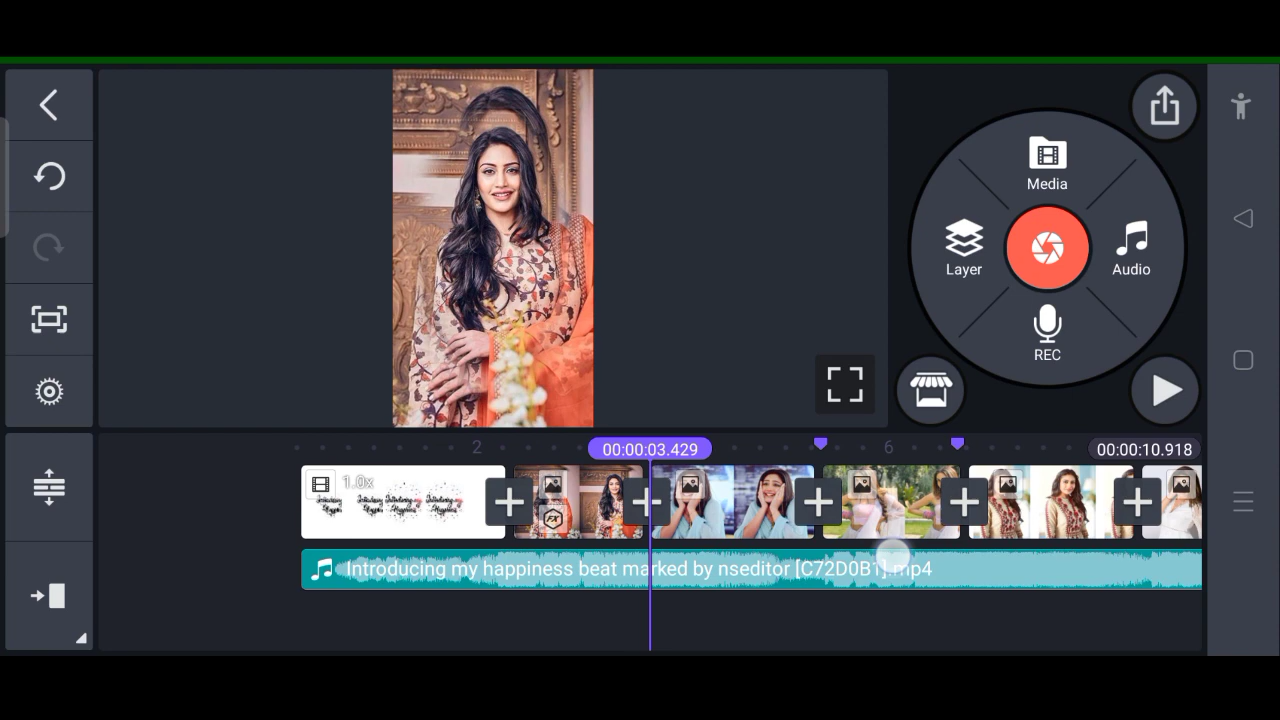 Media
Layer
Audio
REC
2
00:00:03.429
6
00:00:10.918
1.0x
Introducing my happiness beat marked by nseditor [C72D0B1].mp4